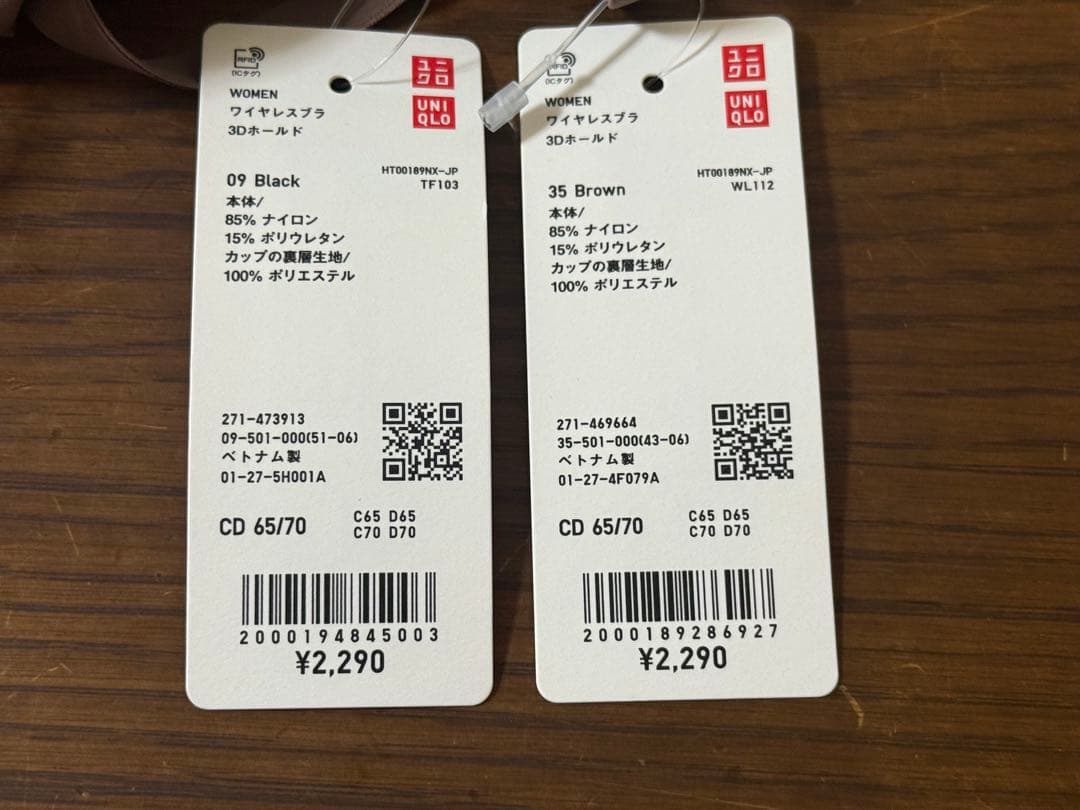 RFID
(ICタグ)
ユニ
クロ
UNI
QLO
WOMEN
ワイヤレスブラ
3Dホールド
HT00189NX-JP
TF103
09 Black
本体/
85% ナイロン
15% ポリウレタン
カップの裏層生地/
100% ポリエステル
271-473913
09-501-000(51-06)
ベトナム製
01-27-5H001A
CD 65/70
C65 D65
C70 D70
2000194845003
¥2,290
RFID
(ICタグ)
ユニ
クロ
UNI
QLO
WOMEN
ワイヤレスブラ
3Dホールド
HT00189NX-JP
WL112
35 Brown
本体/
85% ナイロン
15% ポリウレタン
カップの裏層生地/
100% ポリエステル
271-469664
35-501-000(43-06)
ベトナム製
01-27-4F079A
CD 65/70
C65 D65
C70 D70
2000189286927
¥2,290